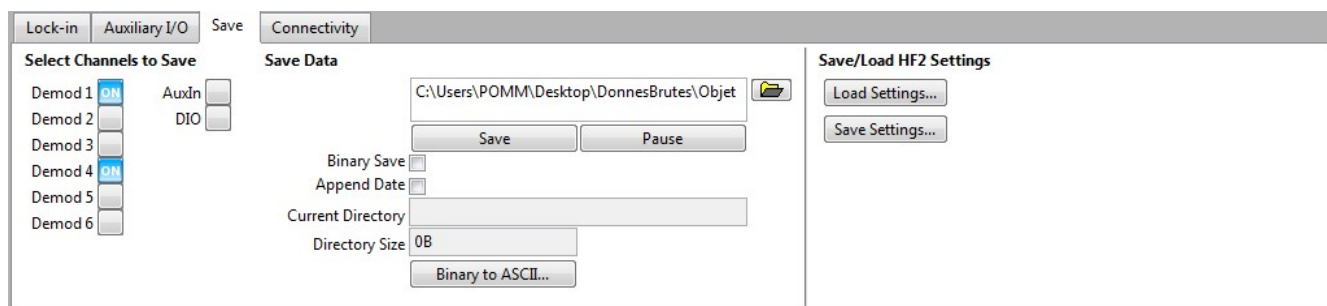 Lock-in Auxiliary I/O Save Connectivity
Select Channels to Save
Demod 1 ON AuxIn
Demod 2 DIO
Demod 3
Demod 4 ON
Demod 5
Demod 6
Save Data
C:\Users\POMM\Desktop\DonnesBrutes\Objet
Save Pause
Binary Save
Append Date
Current Directory
Directory Size 0B
Binary to ASCII...
Save/Load HF2 Settings
Load Settings...
Save Settings...